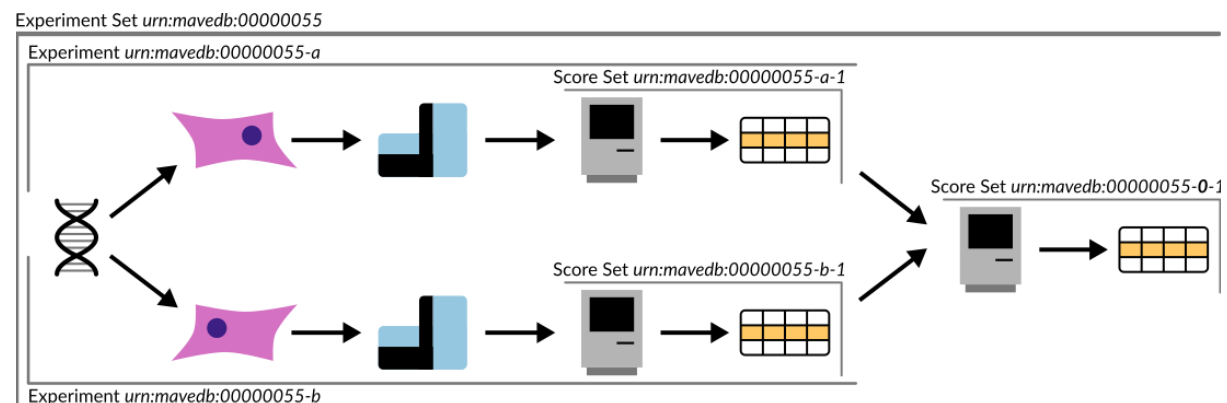 Experiment Set urn:mavedb:00000055
Experiment urn:mavedb:00000055-a
Score Set urn:mavedb:00000055-a-1
Score Set urn:mavedb:00000055-0-1
Score Set urn:mavedb:00000055-b-1
Experiment urn:mavedb:00000055-b